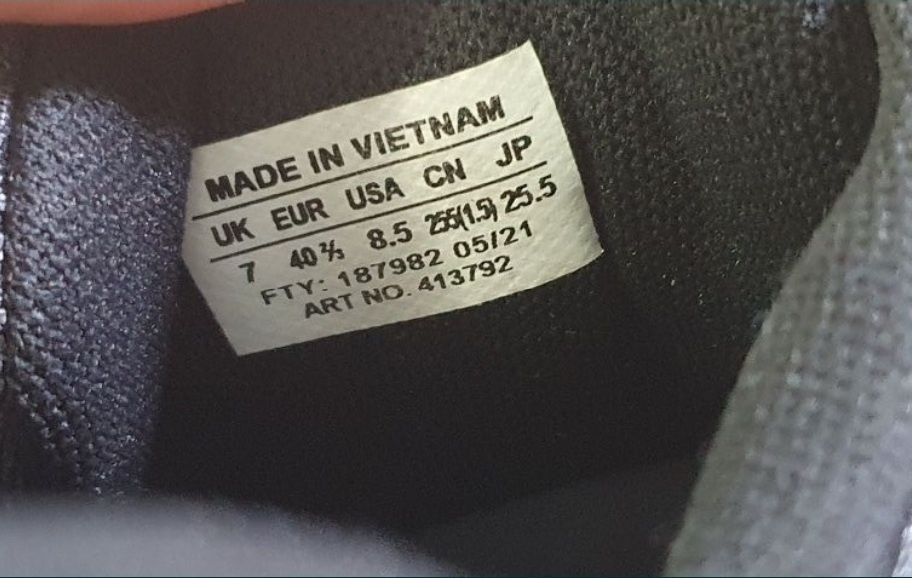 MADE IN VIETNAM
UK EUR USA CN JP
7 40⅔ 8.5 255(1.5) 25.5
FTY: 187982 05/21
ART NO. 413792